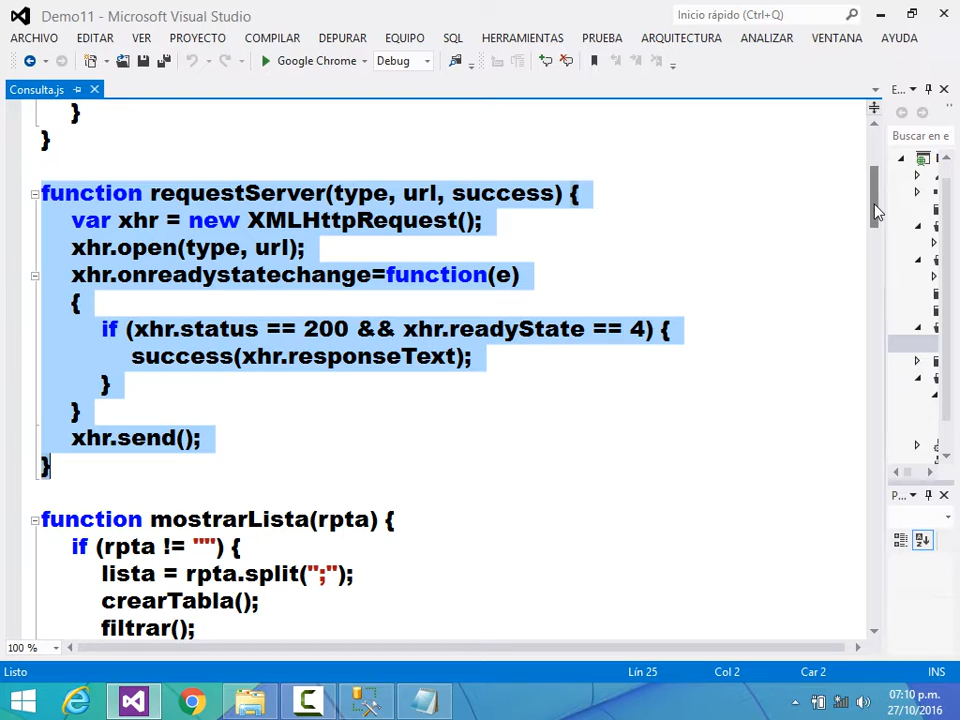 Demo11 - Microsoft Visual Studio
Inicio rápido (Ctrl+Q)
ARCHIVO EDITAR VER PROYECTO COMPILAR DEPURAR EQUIPO SQL HERRAMIENTAS PRUEBA ARQUITECTURA ANALIZAR VENTANA AYUDA
Google Chrome Debug
Consulta.js
E...
Buscar en e
}
}
function requestServer(type, url, success) {
var xhr = new XMLHttpRequest();
xhr.open(type, url);
xhr.onreadystatechange=function(e)
{
if (xhr.status == 200 && xhr.readyState == 4) {
success(xhr.responseText);
}
}
xhr.send();
}
function mostrarLista(rpta) {
if (rpta != "") {
lista = rpta.split(";");
crearTabla();
filtrar();
P...
100 %
Listo Lín 25 Col 2 Car 2 INS
07:10 p.m.
27/10/2016